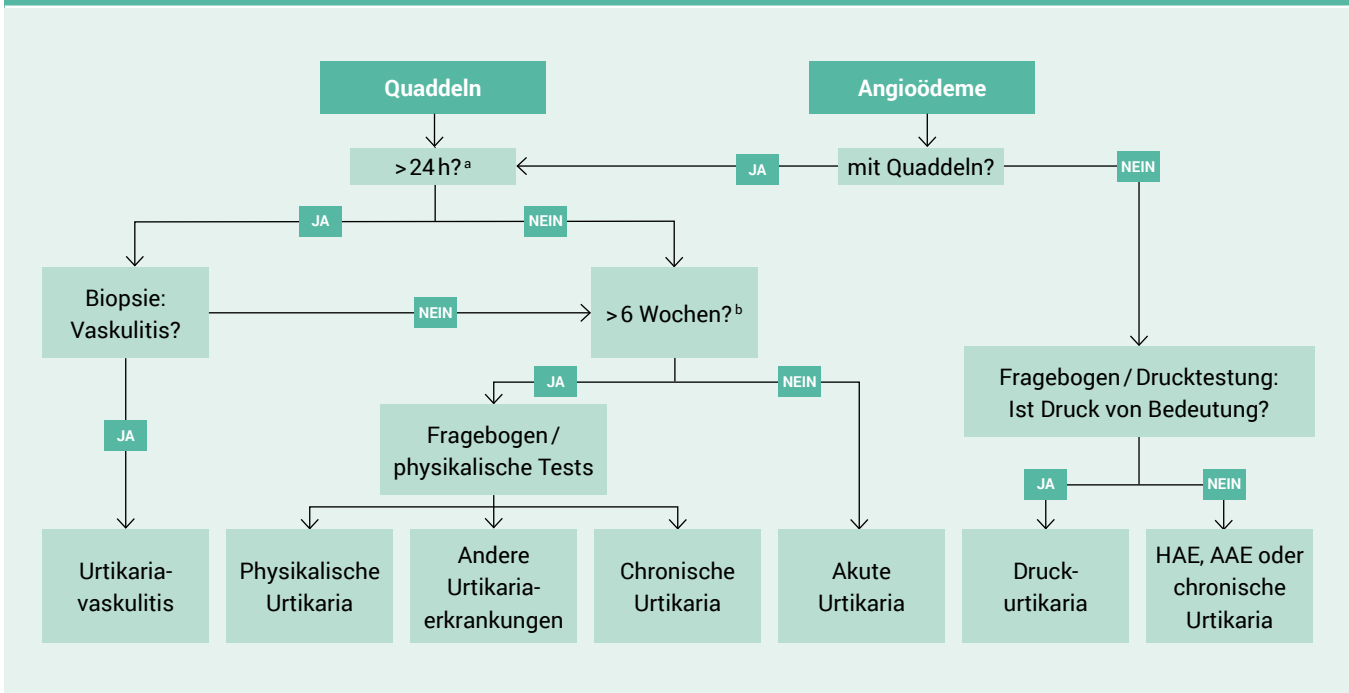 Quaddeln
Angioödeme
> 24 h? a
JA
mit Quaddeln?
NEIN
JA
NEIN
Biopsie:
Vaskulitis?
NEIN
> 6 Wochen? b
JA
NEIN
Fragebogen / Drucktestung:
Ist Druck von Bedeutung?
JA
Fragebogen /
physikalische Tests
JA
NEIN
Urtikaria-
vaskulitis
Physikalische
Urtikaria
Andere
Urtikaria-
erkrankungen
Chronische
Urtikaria
Akute
Urtikaria
Druck-
urtikaria
HAE, AAE oder
chronische
Urtikaria